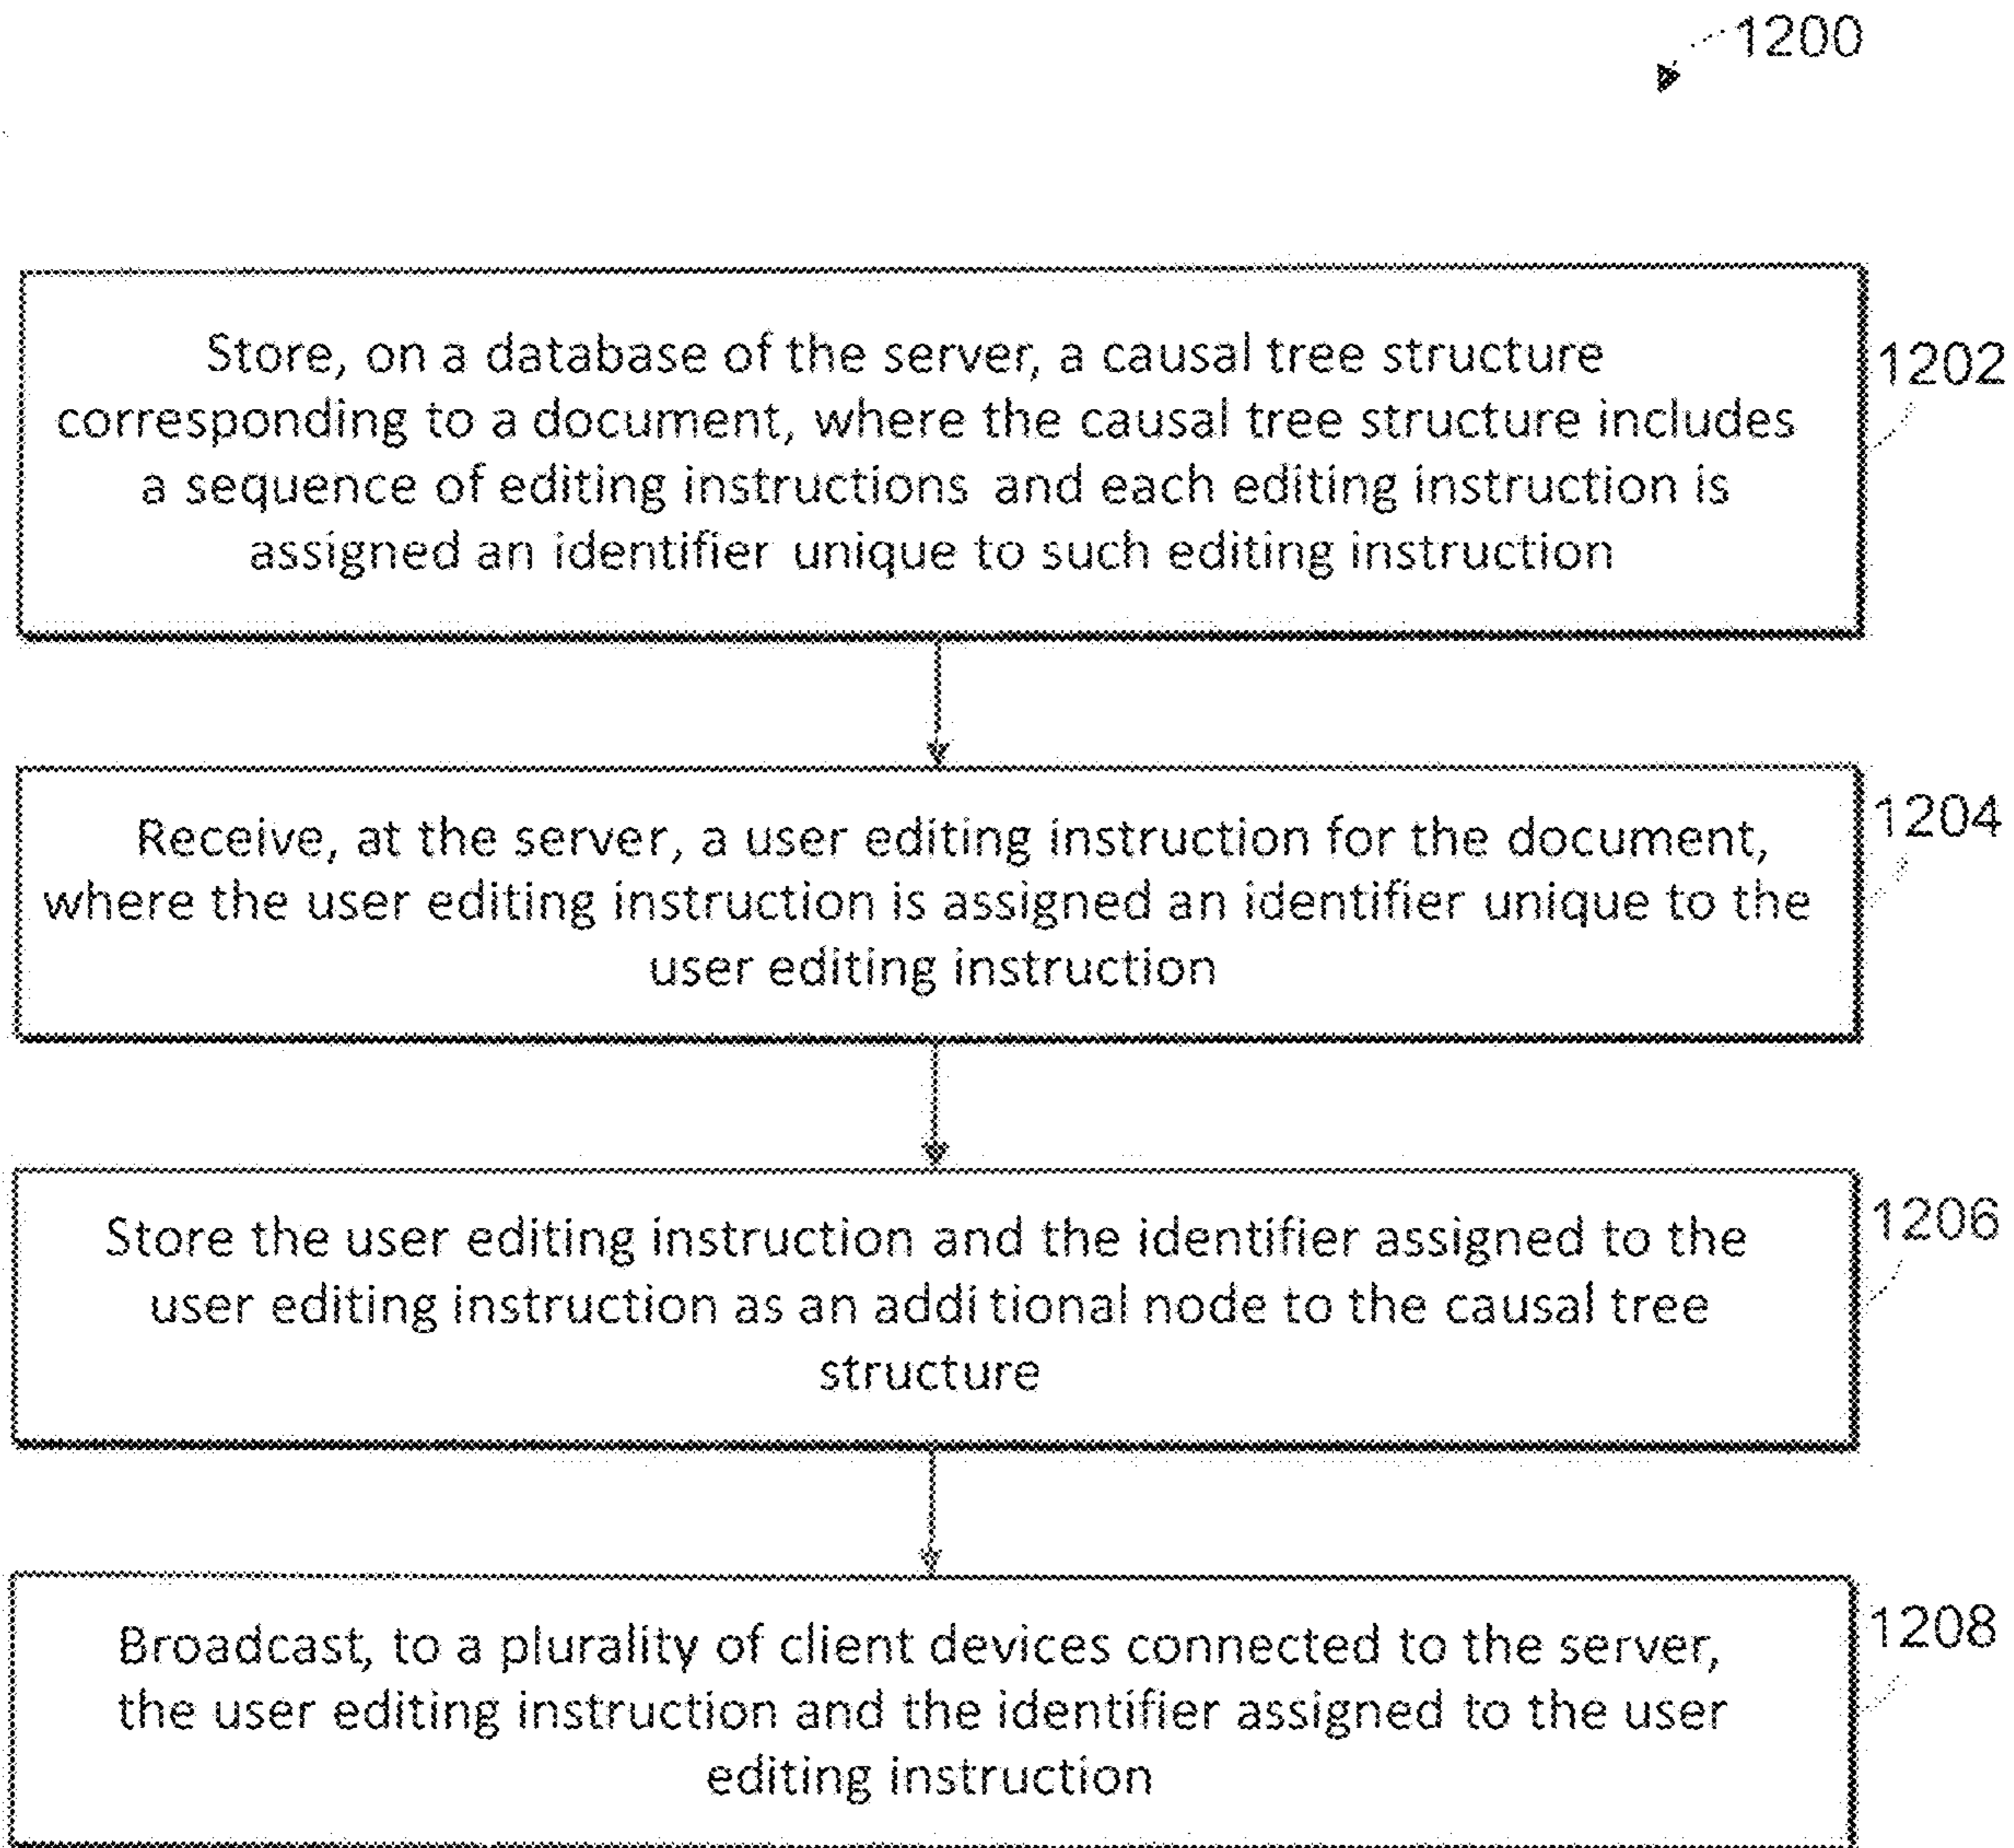 1200
Store, on a database of the server, a causal tree structure
corresponding to a document, where the causal tree structure includes
a sequence of editing instructions and each editing instruction is
assigned an identifier unique to such editing instruction
1202
Receive, at the server, a user editing instruction for the document,
where the user editing instruction is assigned an identifier unique to the
user editing instruction
1204
Store the user editing instruction and the identifier assigned to the
user editing instruction as an addi tional node to the causal tree
structure
1206
Broadcast, to a plurality of client devices connected to the server,
the user editing instruction and the identifier assigned to the user
editing instruction
1208